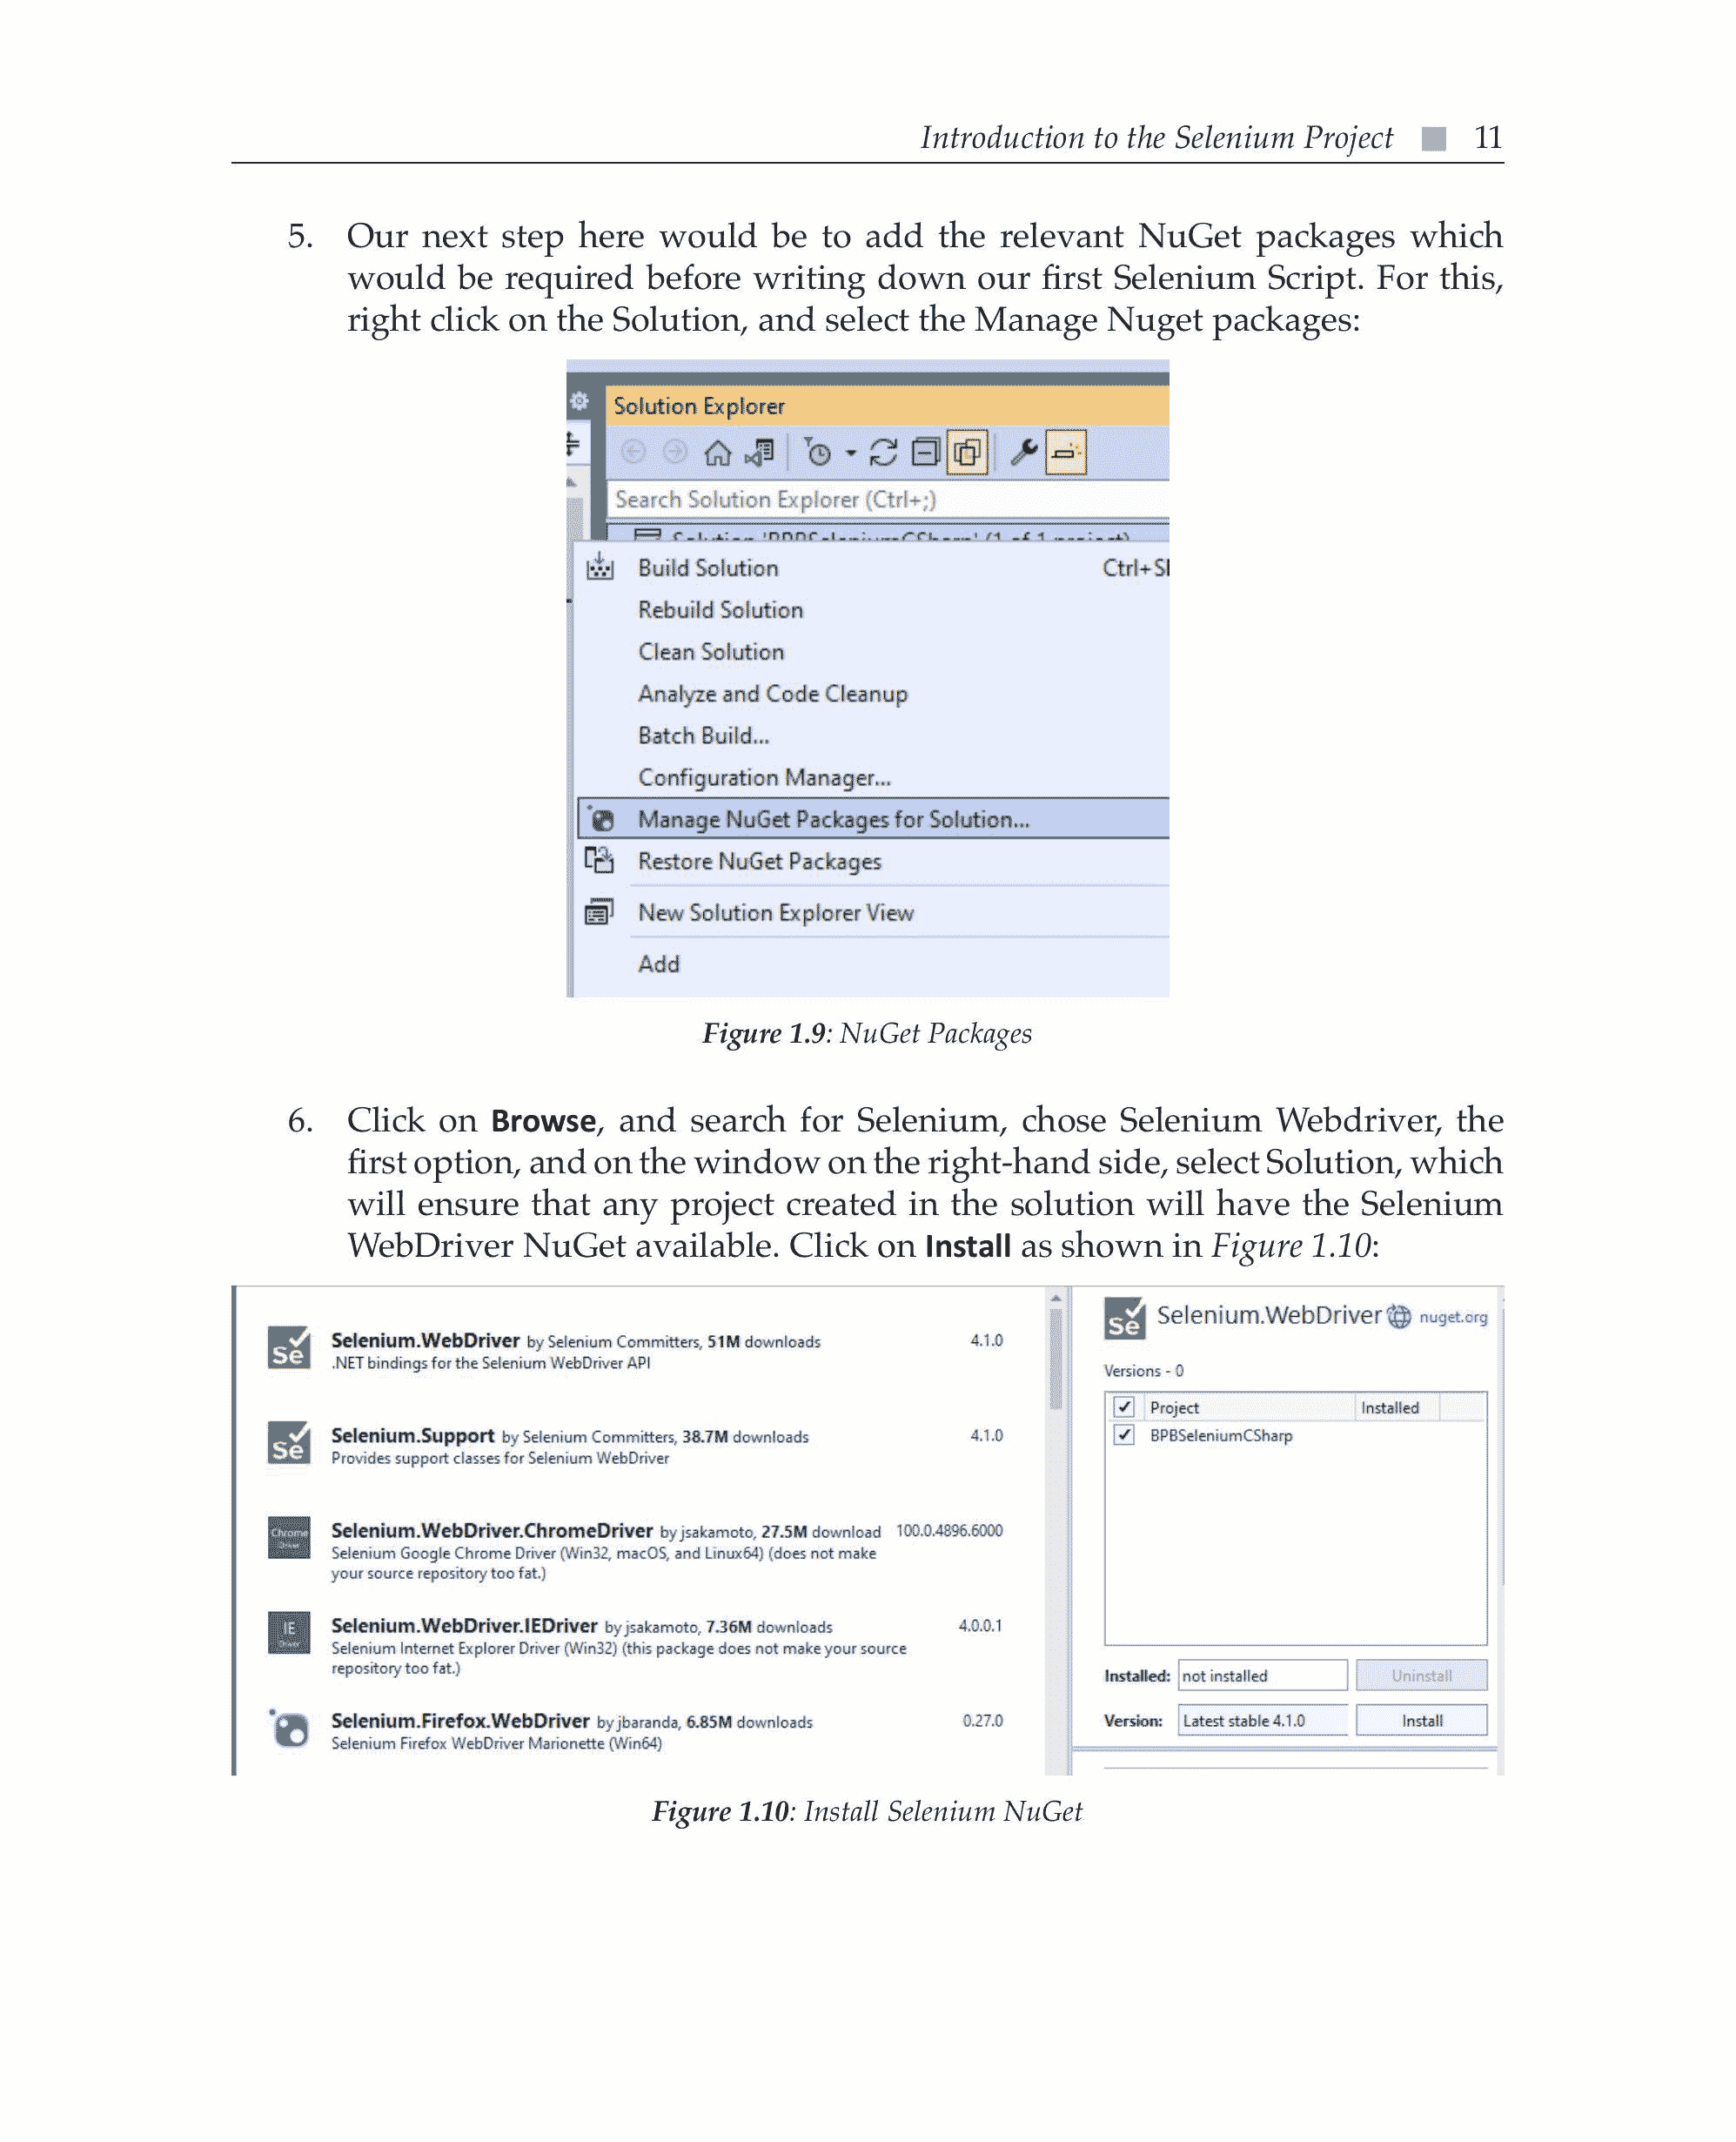 Introduction to the Selenium Project 11
5. Our next step here would be to add the relevant NuGet packages which
would be required before writing down our first Selenium Script. For this,
right click on the Solution, and select the Manage Nuget packages:
Solution Explorer
Search Solution Explorer (Ctrl+;)
Solution 'BPBSeleniumCSharp' (1 of 1 project)
Build Solution Ctrl+Sl
Rebuild Solution
Clean Solution
Analyze and Code Cleanup
Batch Build...
Configuration Manager...
Manage NuGet Packages for Solution...
Restore NuGet Packages
New Solution Explorer View
Add
Figure 1.9: NuGet Packages
6. Click on Browse, and search for Selenium, chose Selenium Webdriver, the
first option, and on the window on the right-hand side, select Solution, which
will ensure that any project created in the solution will have the Selenium
WebDriver NuGet available. Click on Install as shown in Figure 1.10:
Se Selenium.WebDriver by Selenium Committers, 51M downloads 4.1.0
.NET bindings for the Selenium WebDriver API
Se Selenium.Support by Selenium Committers, 38.7M downloads 4.1.0
Provides support classes for Selenium WebDriver
Chrome Driver Selenium.WebDriver.ChromeDriver by jsakamoto, 27.5M download 100.0.4896.6000
Selenium Google Chrome Driver (Win32, macOS, and Linux64) (does not make
your source repository too fat.)
IE Driver Selenium.WebDriver.IEDriver by jsakamoto, 7.36M downloads 4.0.0.1
Selenium Internet Explorer Driver (Win32) (this package does not make your source
repository too fat.)
Selenium.Firefox.WebDriver by jbaranda, 6.85M downloads 0.27.0
Selenium Firefox WebDriver Marionette (Win64)
Se Selenium.WebDriver nuget.org
Versions - 0
Project Installed
BPBSeleniumCSharp
Installed: not installed Uninstall
Version: Latest stable 4.1.0 Install
Figure 1.10: Install Selenium NuGet